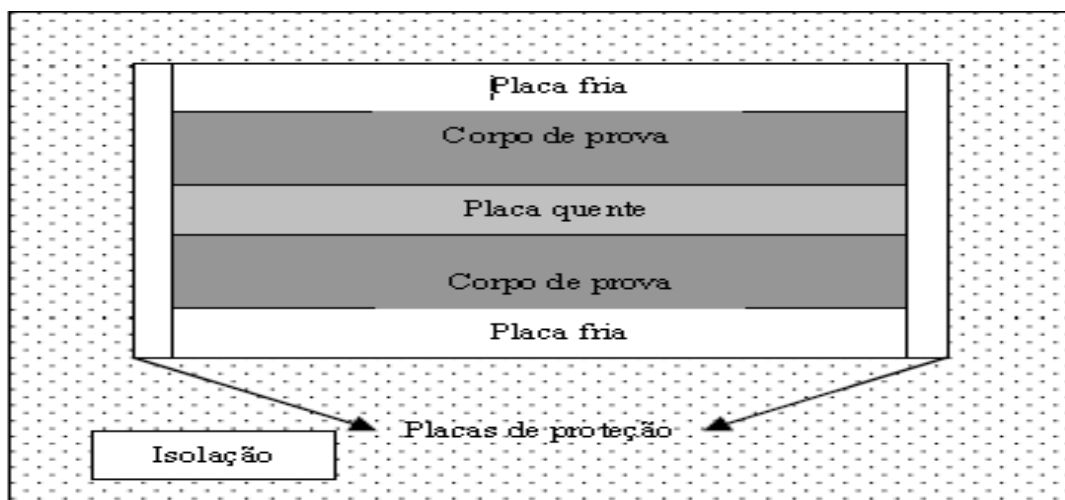 Placa fria
Corpo de prova
Placa quente
Corpo de prova
Placa fria
Placas de proteção
Isolação